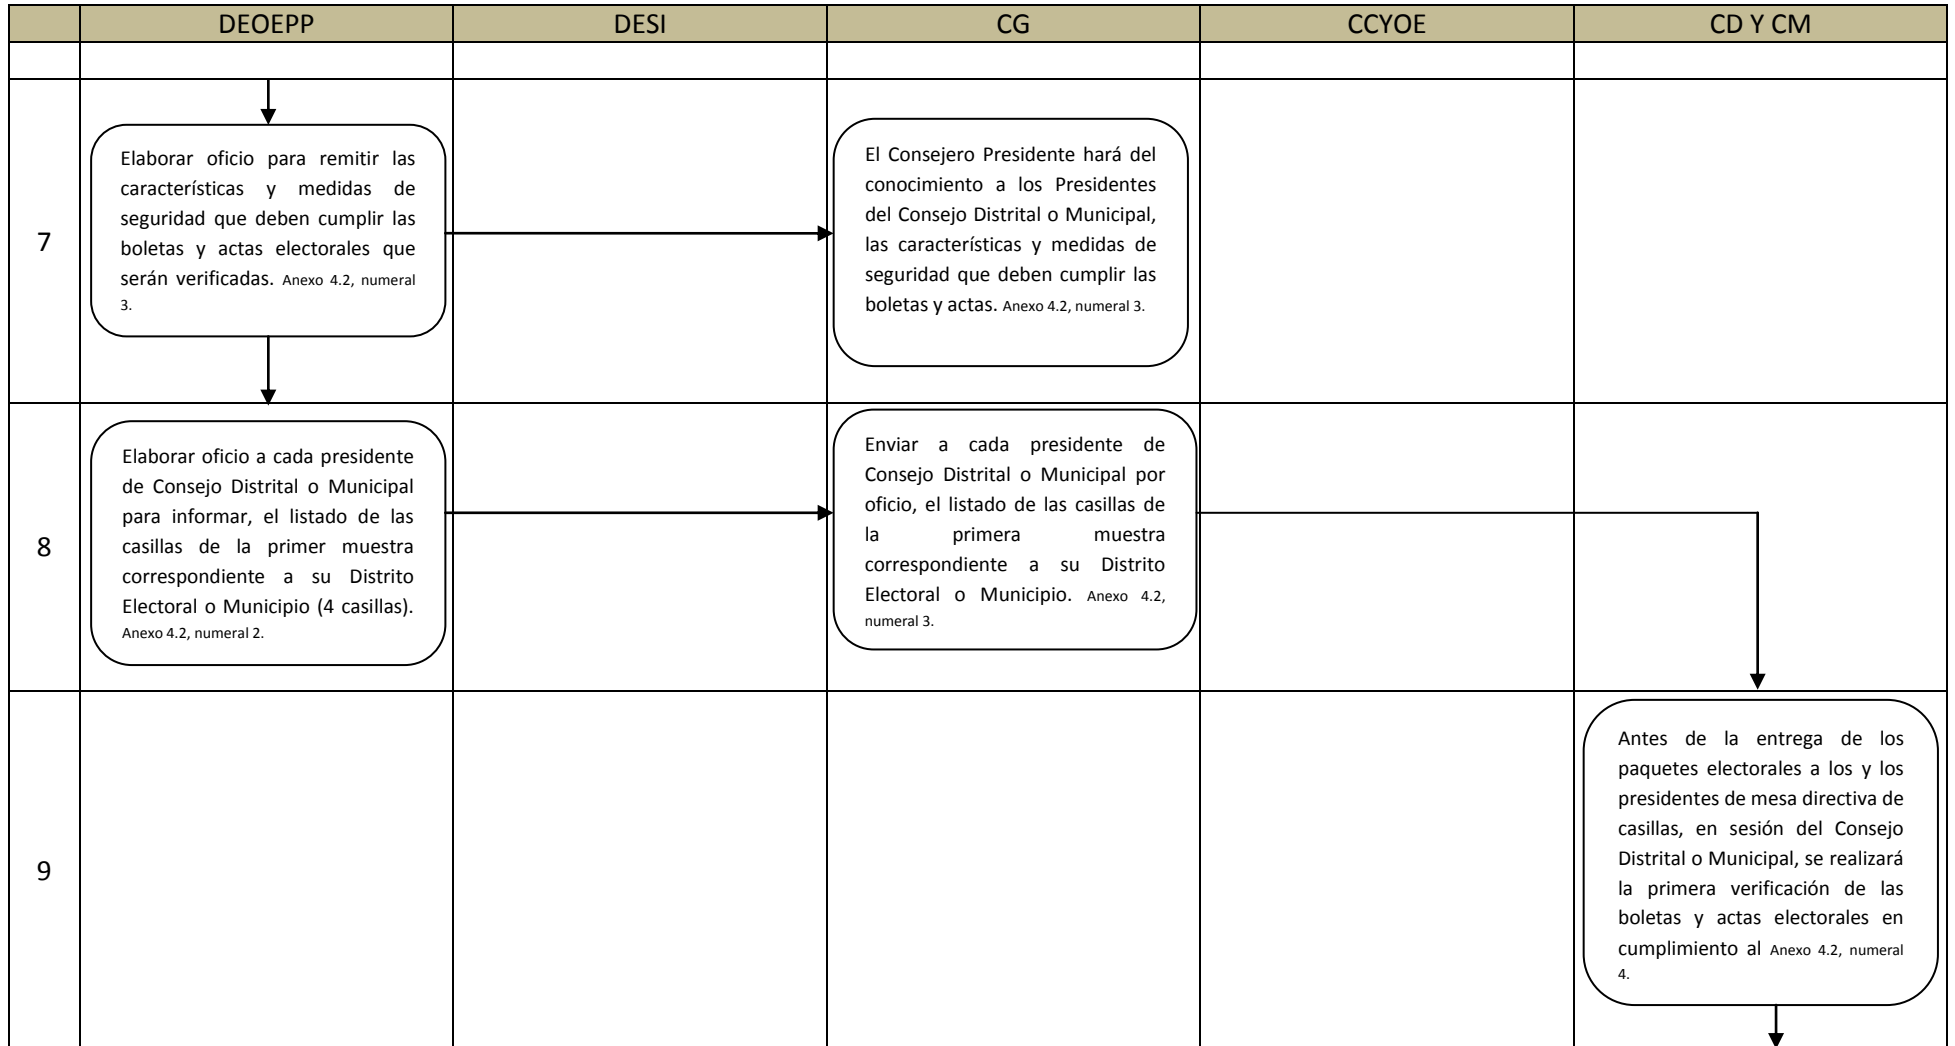 DEOEPP
DESI
CG
CCYOE
CD Y CM
7
Elaborar oficio para remitir las
características y medidas de
seguridad que deben cumplir las
boletas y actas electorales que
serán verificadas. Anexo 4.2, numeral
3.
El Consejero Presidente hará del
conocimiento a los Presidentes
del Consejo Distrital o Municipal,
las características y medidas de
seguridad que deben cumplir las
boletas y actas. Anexo 4.2, numeral 3.
8
Elaborar oficio a cada presidente
de Consejo Distrital o Municipal
para informar, el listado de las
casillas de la primer muestra
correspondiente a su Distrito
Electoral o Municipio (4 casillas).
Anexo 4.2, numeral 2.
Enviar a cada presidente de
Consejo Distrital o Municipal por
oficio, el listado de las casillas de
la primera muestra
correspondiente a su Distrito
Electoral o Municipio. Anexo 4.2,
numeral 3.
9
Antes de la entrega de los
paquetes electorales a los y los
presidentes de mesa directiva de
casillas, en sesión del Consejo
Distrital o Municipal, se realizará
la primera verificación de las
boletas y actas electorales en
cumplimiento al Anexo 4.2, numeral
4.